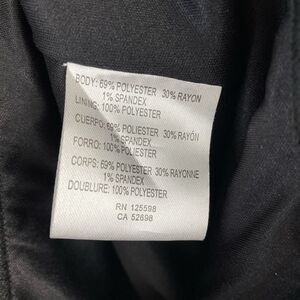 BODY: 69% POLYESTER 30% RAYON
1% SPANDEX
LINING: 100% POLYESTER
CUERPO: 69% POLIESTER 30% RAYÓN
1% SPANDEX
FORRO: 100% POLIESTER
CORPS: 69% POLYESTER 30% RAYONNE
1% SPANDEX
DOUBLURE: 100% POLYESTER
RN 125598
CA 52698